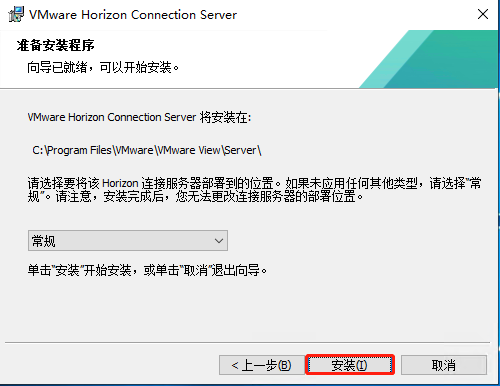 VMware Horizon Connection Server
准备安装程序
向导已就绪，可以开始安装。
VMware Horizon Connection Server 将安装在:
C:\Program Files\VMware\VMware View\Server\
请选择要将该 Horizon 连接服务器部署到的位置。如果未应用任何其他类型，请选择“常
规”。请注意，安装完成后，您无法更改连接服务器的部署位置。
常规
单击“安装”开始安装，或单击“取消”退出向导。
< 上一步(B)
安装(I)
取消